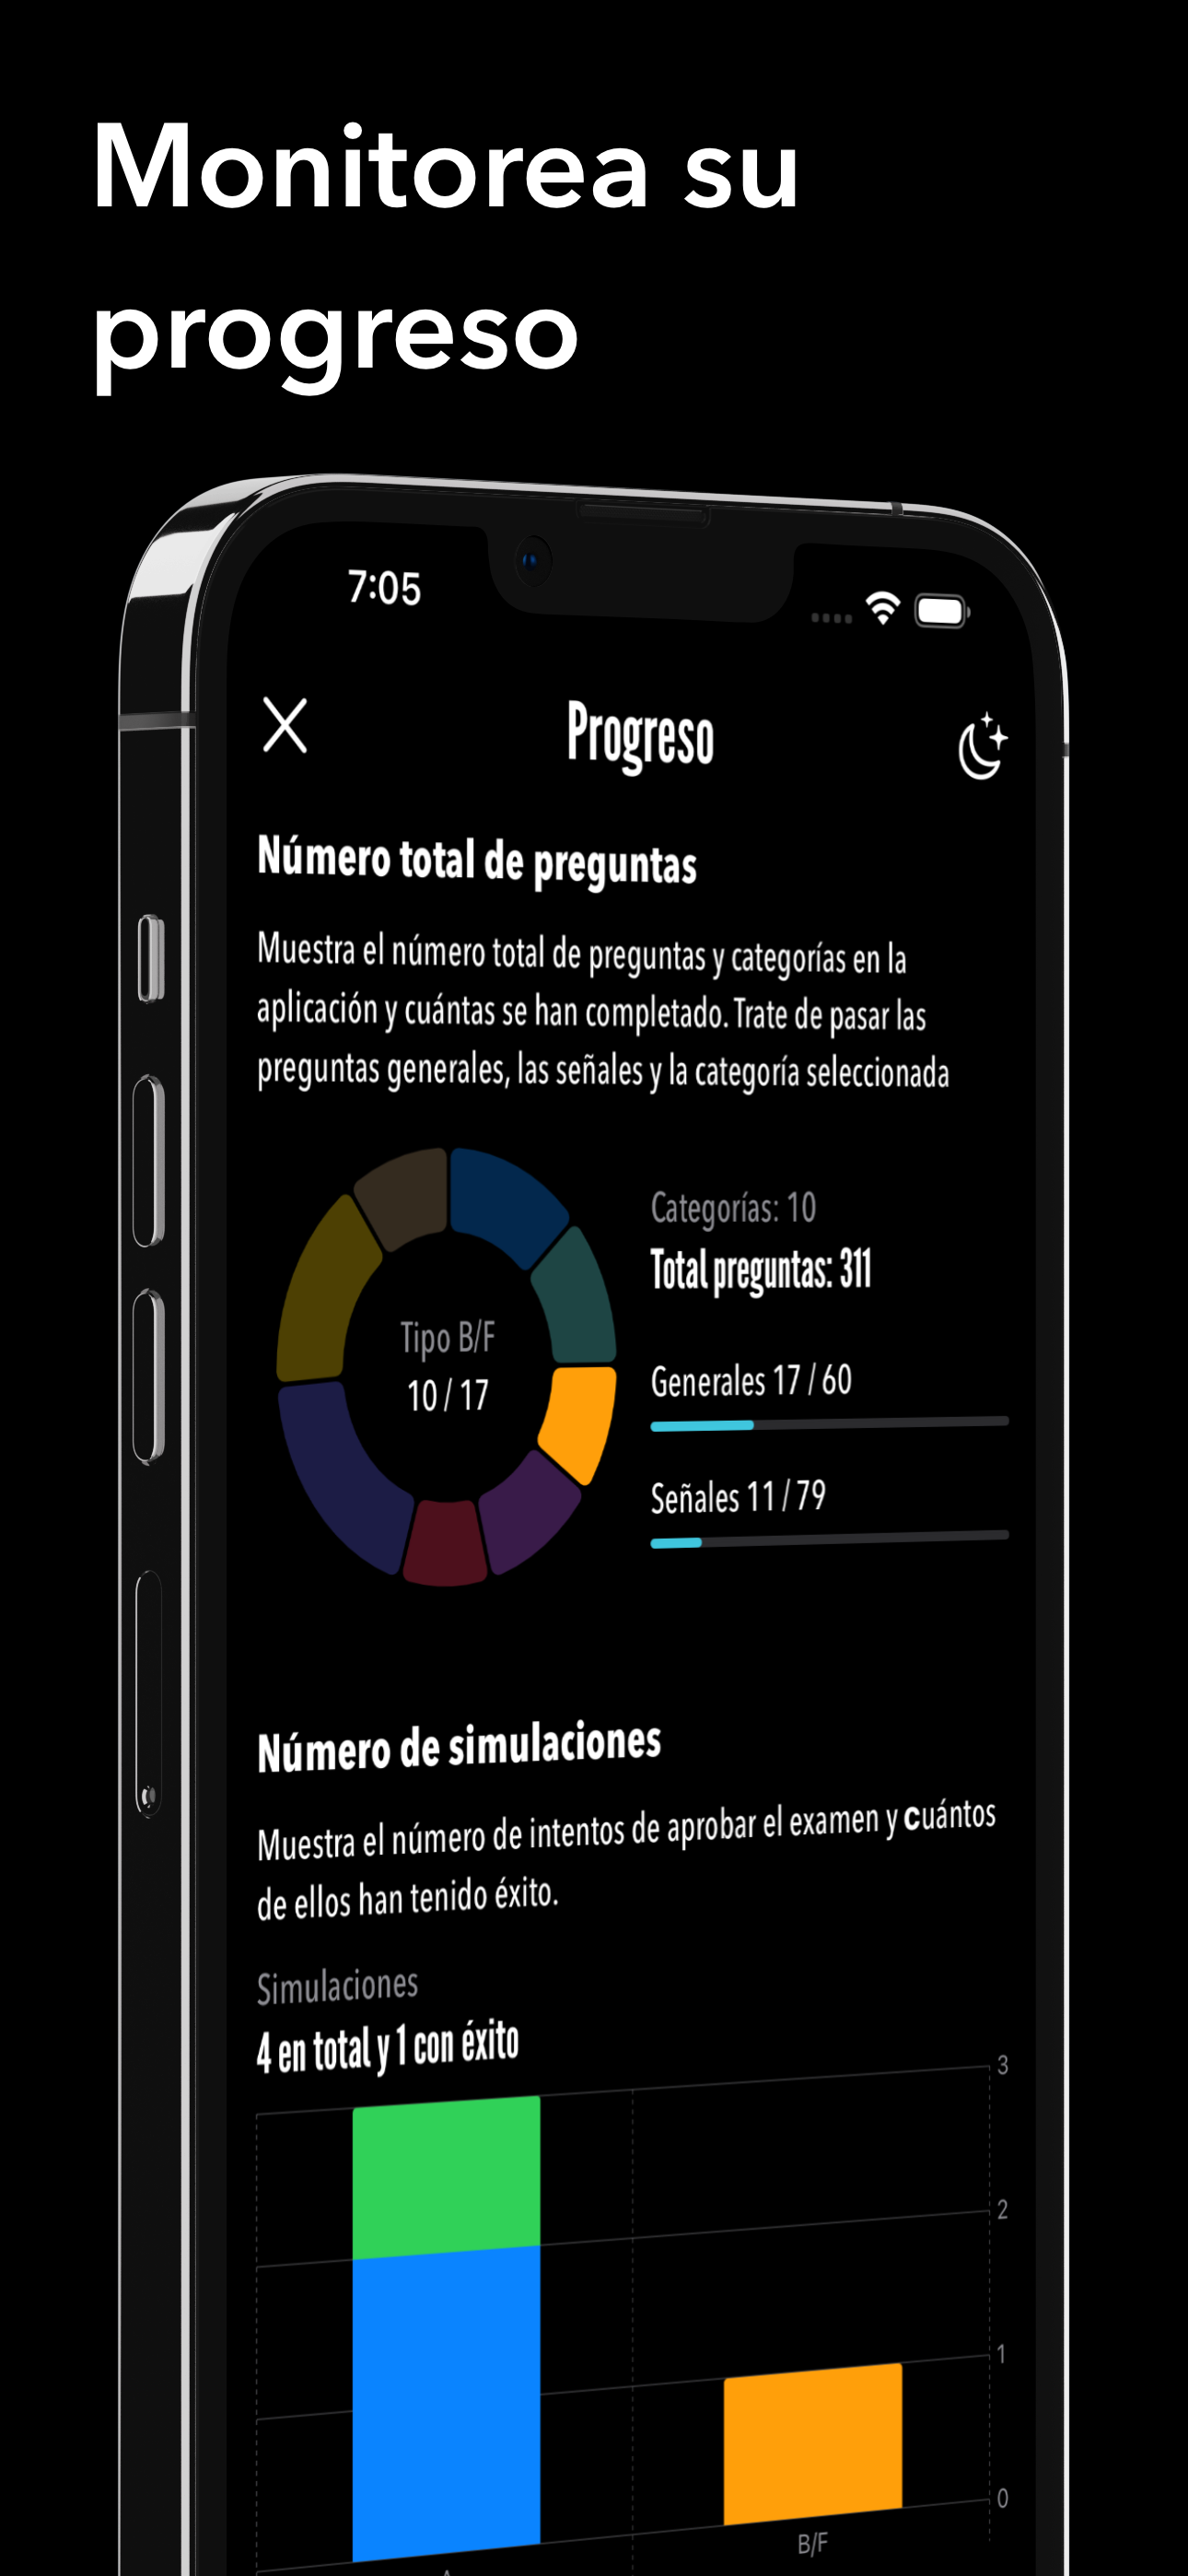 Monitorea su
progreso
7:05
Progreso
Número total de preguntas
Muestra el número total de preguntas y categorías en la
aplicación y cuántas se han completado. Trate de pasar las
preguntas generales, las señales y la categoría seleccionada
Tipo B/F
10 / 17
Categorías: 10
Total preguntas: 311
Generales 17 / 60
Señales 11 / 79
Número de simulaciones
Muestra el número de intentos de aprobar el examen y cuántos
de ellos han tenido éxito.
Simulaciones
4 en total y 1 con éxito
3
2
1
0
B/F